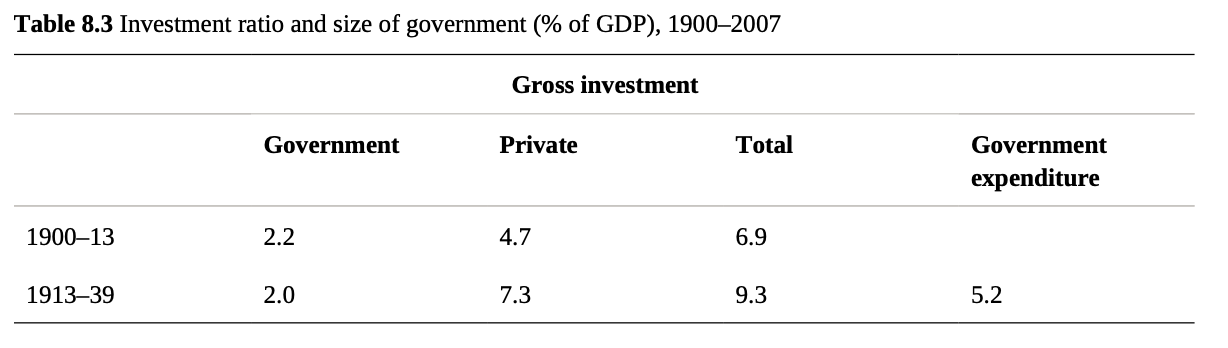 Table 8.3 Investment ratio and size of government (% of GDP), 1900–2007
Gross investment
Government Private Total Government
expenditure
1900–13 2.2 4.7 6.9
1913–39 2.0 7.3 9.3 5.2